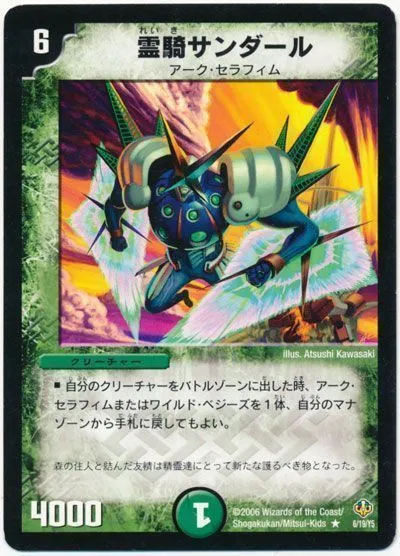 6
れいき
霊騎サンダール
アーク・セラフィム
illus. Atsushi Kawasaki
クリーチャー
■ 自分のクリーチャーをバトルゾーンに出した時、アーク・
セラフィムまたはワイルド・ベジーズを1体、自分のマナ
ゾーンから手札に戻してもよい。
森の住人と結んだ友情は精霊達にとって新たな護るべき物となった。
4000
1
©2006 Wizards of the Coast/
Shogakukan/Mitsui-Kids ★ 6/19/Y5